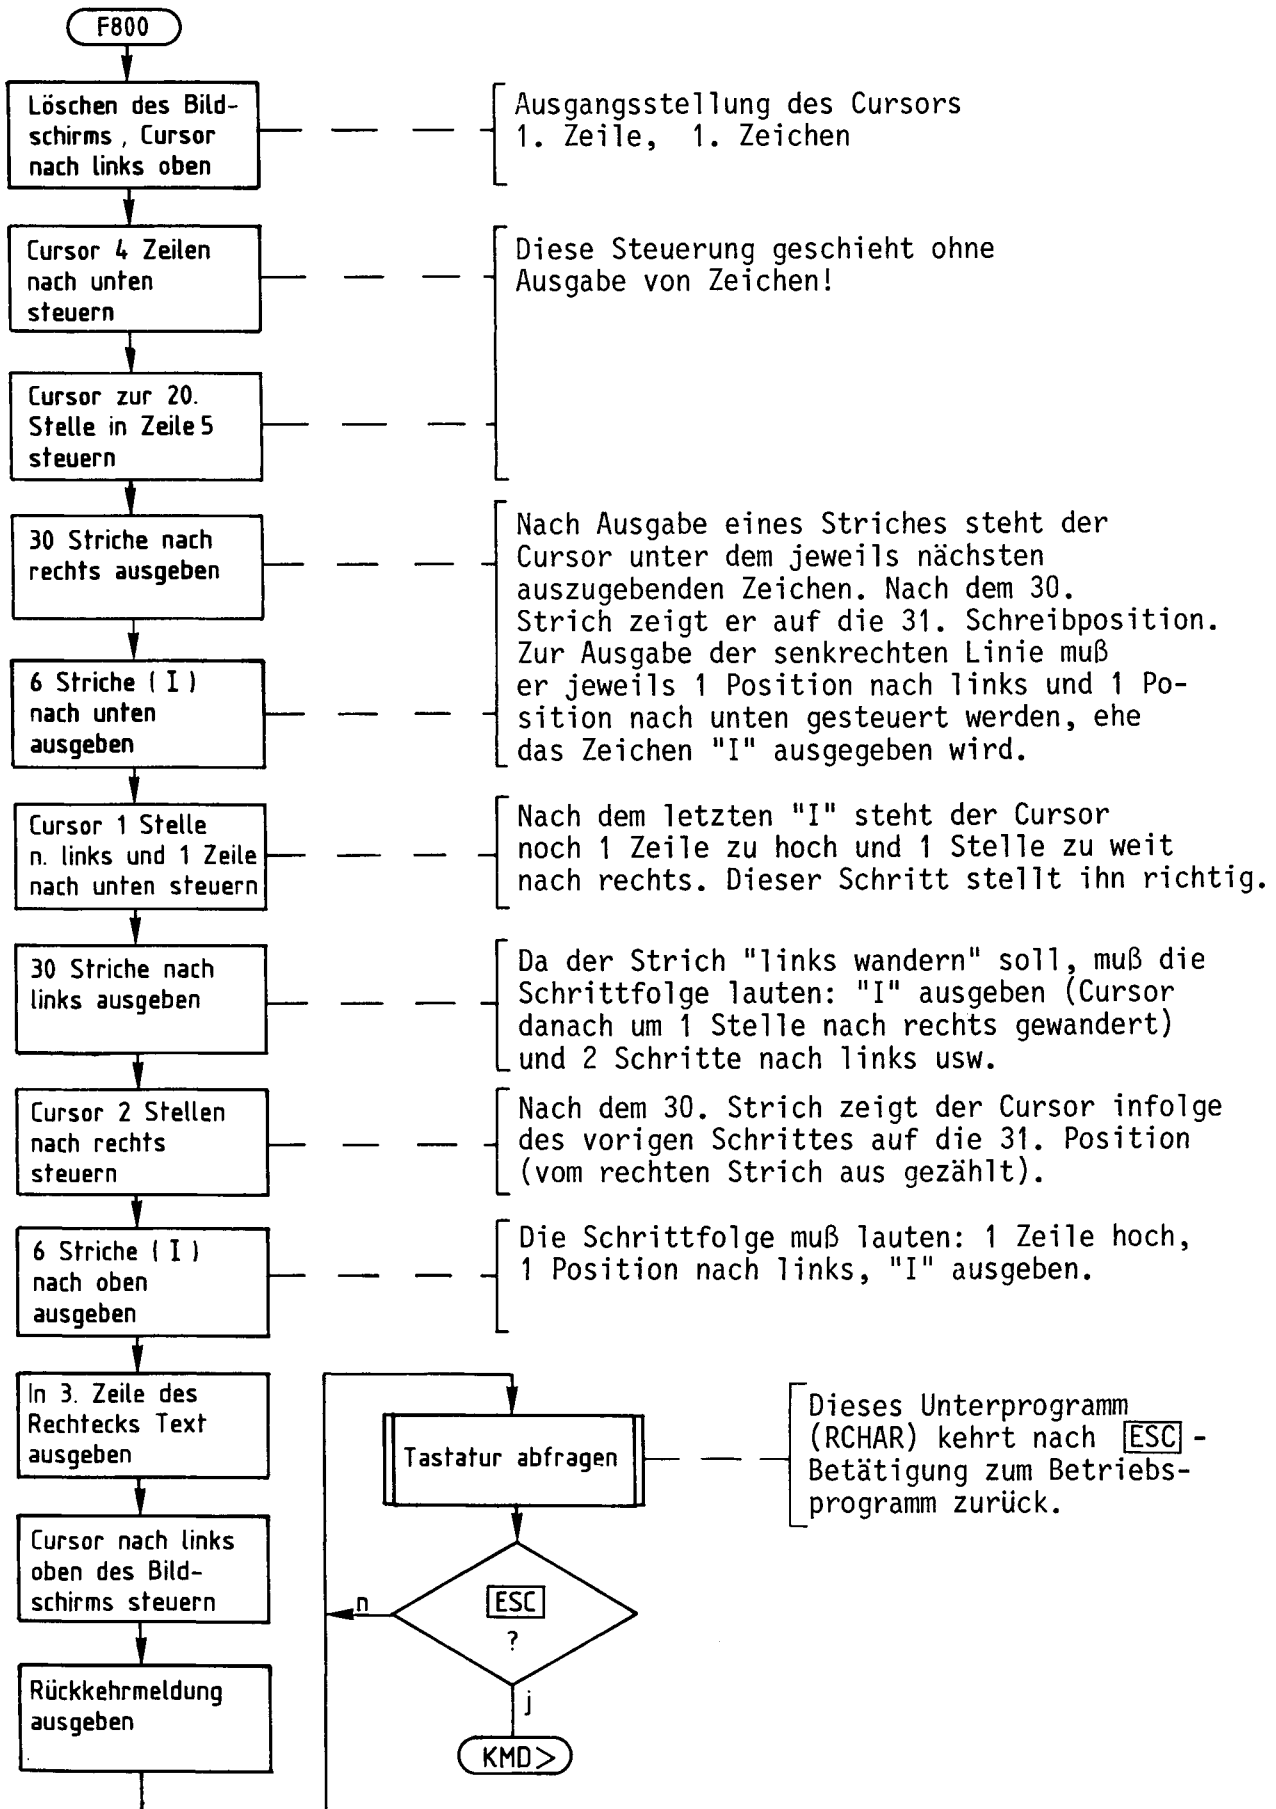 F800
Löschen des Bild-
schirms, Cursor
nach links oben
Ausgangsstellung des Cursors
1. Zeile, 1. Zeichen
Cursor 4 Zeilen
nach unten
steuern
Diese Steuerung geschieht ohne
Ausgabe von Zeichen!
Cursor zur 20.
Stelle in Zeile 5
steuern
30 Striche nach
rechts ausgeben
Nach Ausgabe eines Striches steht der
Cursor unter dem jeweils nächsten
auszugebenden Zeichen. Nach dem 30.
Strich zeigt er auf die 31. Schreibposition.
Zur Ausgabe der senkrechten Linie muß
er jeweils 1 Position nach links und 1 Po-
sition nach unten gesteuert werden, ehe
das Zeichen "I" ausgegeben wird.
6 Striche (I)
nach unten
ausgeben
Cursor 1 Stelle
n. links und 1 Zeile
nach unten steuern
Nach dem letzten "I" steht der Cursor
noch 1 Zeile zu hoch und 1 Stelle zu weit
nach rechts. Dieser Schritt stellt ihn richtig.
30 Striche nach
links ausgeben
Da der Strich "links wandern" soll, muß die
Schrittfolge lauten: "I" ausgeben (Cursor
danach um 1 Stelle nach rechts gewandert)
und 2 Schritte nach links usw.
Cursor 2 Stellen
nach rechts
steuern
Nach dem 30. Strich zeigt der Cursor infolge
des vorigen Schrittes auf die 31. Position
(vom rechten Strich aus gezählt).
6 Striche (I)
nach oben
ausgeben
Die Schrittfolge muß lauten: 1 Zeile hoch,
1 Position nach links, "I" ausgeben.
In 3. Zeile des
Rechtecks Text
ausgeben
Cursor nach links
oben des Bild-
schirms steuern
Rückkehrmeldung
ausgeben
Tastatur abfragen
Dieses Unterprogramm
(RCHAR) kehrt nach ESC -
Betätigung zum Betriebs-
programm zurück.
ESC
?
n
j
KMD>